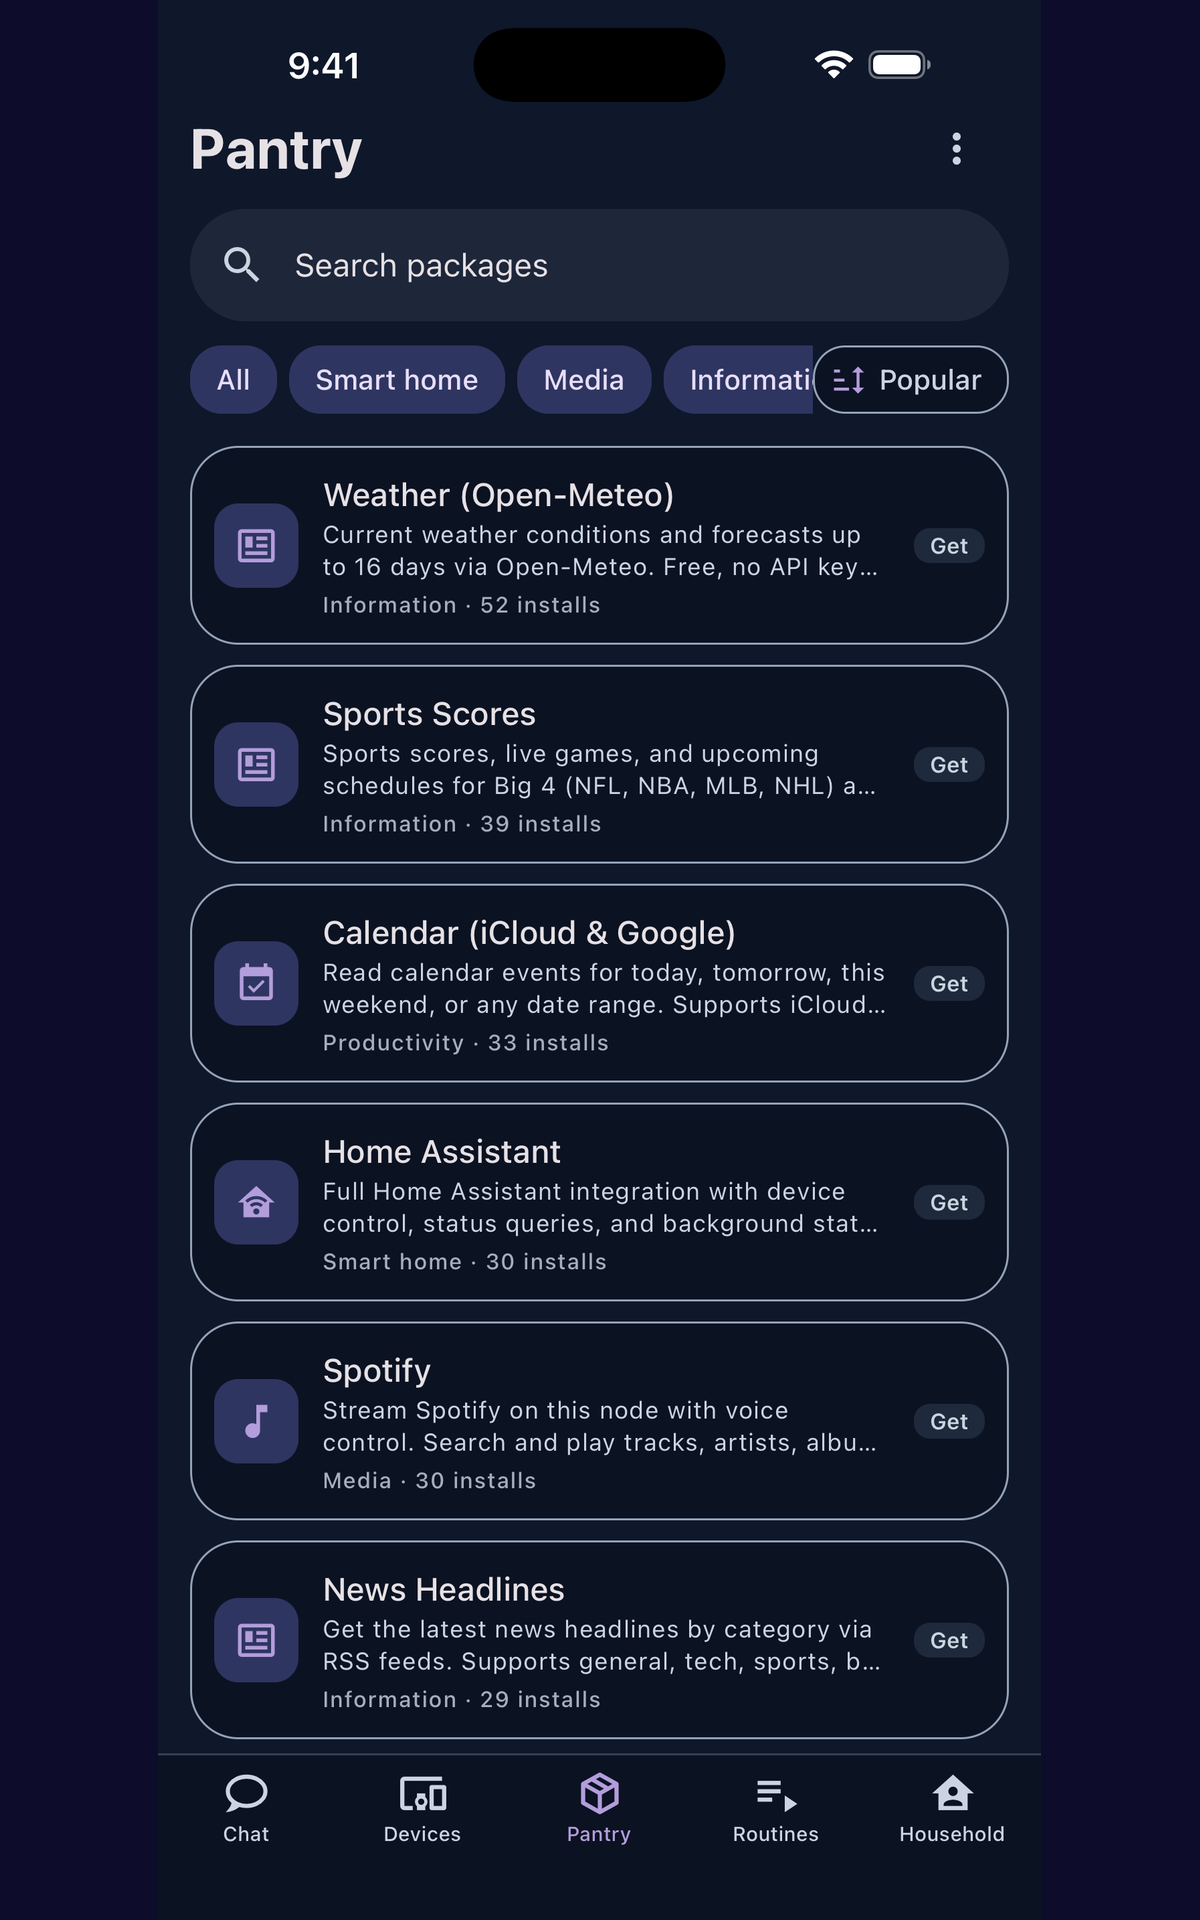 9:41
Pantry
Search packages
All
Smart home
Media
Informati
Popular
Weather (Open-Meteo)
Current weather conditions and forecasts up
to 16 days via Open-Meteo. Free, no API key...
Information · 52 installs
Get
Sports Scores
Sports scores, live games, and upcoming
schedules for Big 4 (NFL, NBA, MLB, NHL) a...
Information · 39 installs
Get
Calendar (iCloud & Google)
Read calendar events for today, tomorrow, this
weekend, or any date range. Supports iCloud...
Productivity · 33 installs
Get
Home Assistant
Full Home Assistant integration with device
control, status queries, and background stat...
Smart home · 30 installs
Get
Spotify
Stream Spotify on this node with voice
control. Search and play tracks, artists, albu...
Media · 30 installs
Get
News Headlines
Get the latest news headlines by category via
RSS feeds. Supports general, tech, sports, b...
Information · 29 installs
Get
Chat
Devices
Pantry
Routines
Household